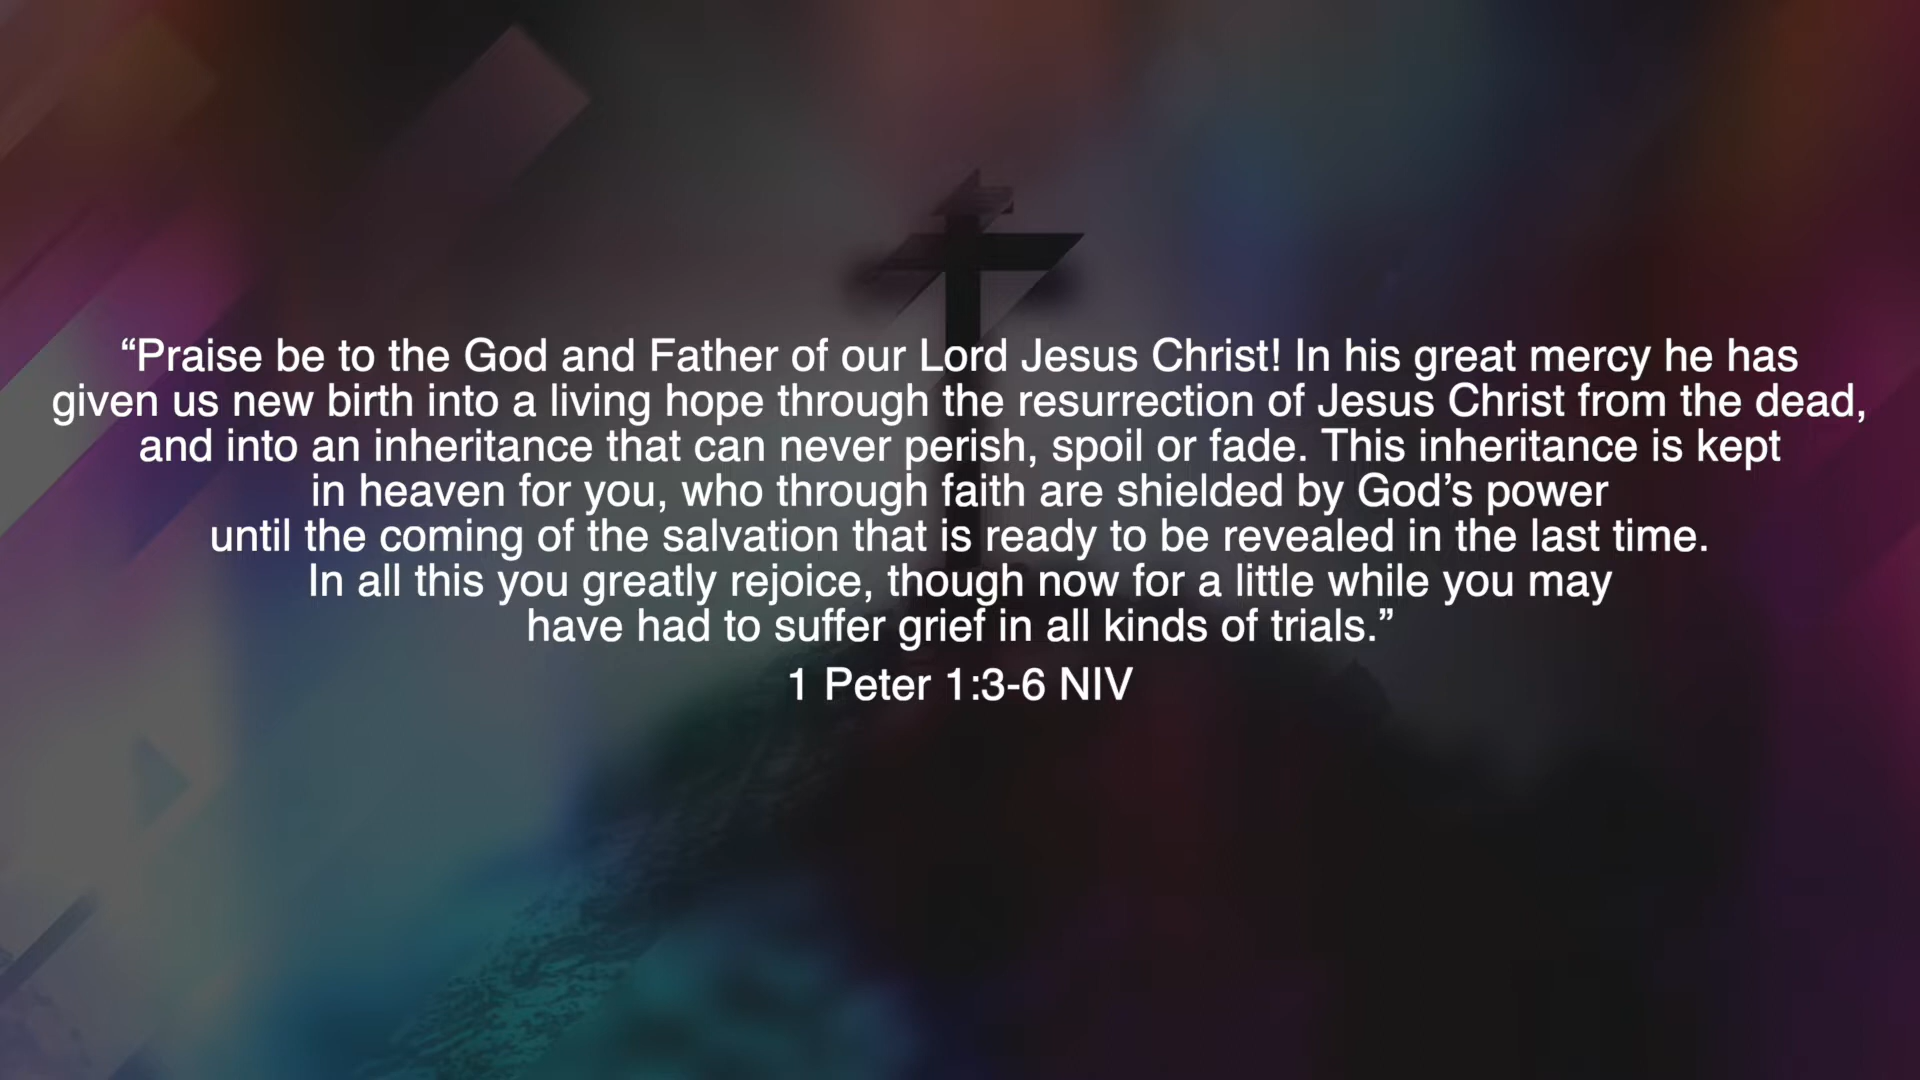 “Praise be to the God and Father of our Lord Jesus Christ! In his great mercy he has
given us new birth into a living hope through the resurrection of Jesus Christ from the dead,
and into an inheritance that can never perish, spoil or fade. This inheritance is kept
in heaven for you, who through faith are shielded by God’s power
until the coming of the salvation that is ready to be revealed in the last time.
In all this you greatly rejoice, though now for a little while you may
have had to suffer grief in all kinds of trials.”
1 Peter 1:3-6 NIV